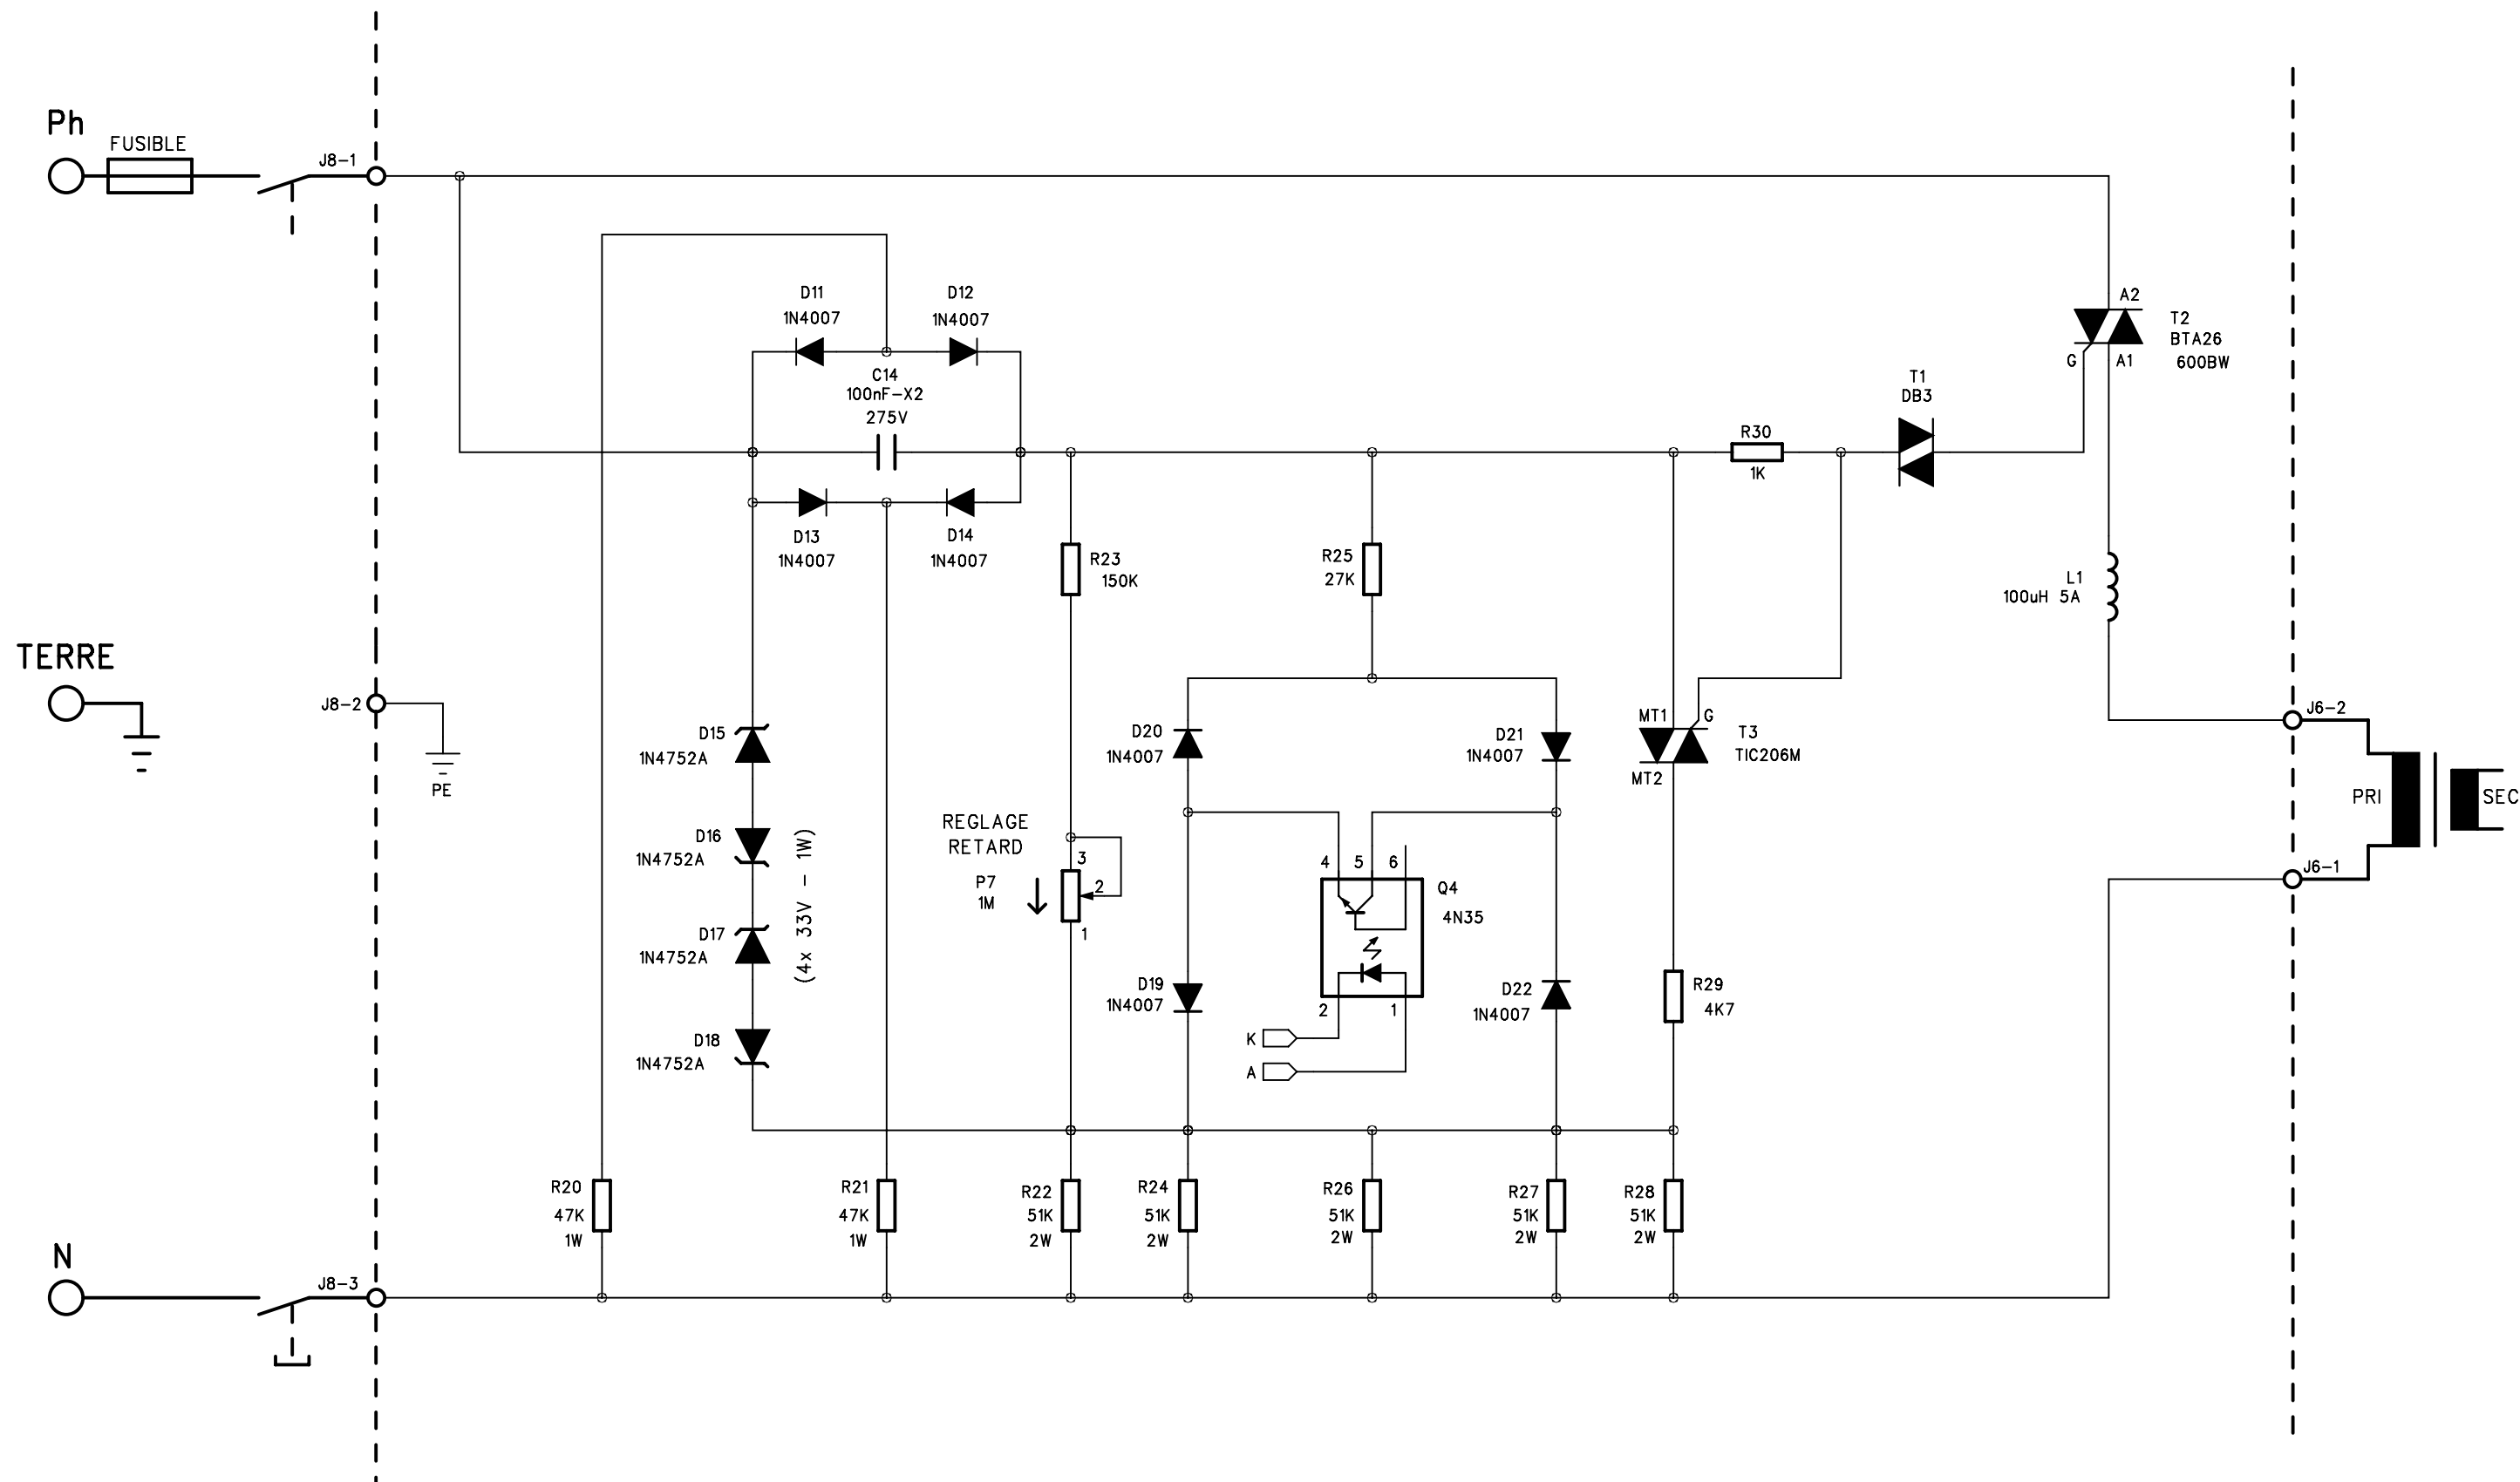 Ph
FUSIBLE
J8-1
D11
1N4007
D12
1N4007
C14
100nF-X2
275V
A2
T2
BTA26
600BW
G
A1
T1
DB3
R30
1K
D13
1N4007
D14
1N4007
R23
150K
R25
27K
L1
100uH 5A
TERRE
J8-2
PE
D15
1N4752A
D20
1N4007
D21
1N4007
MT1
G
T3
TIC206M
MT2
J6-2
PRI
SEC
D16
1N4752A
(4x 33V - 1W)
REGLAGE
RETARD
3
P7
1M
2
1
4
5
6
Q4
4N35
J6-1
D17
1N4752A
D19
1N4007
2
1
D22
1N4007
R29
4K7
D18
1N4752A
K
A
R20
47K
1W
R21
47K
1W
R22
51K
2W
R24
51K
2W
R26
51K
2W
R27
51K
2W
R28
51K
2W
N
J8-3